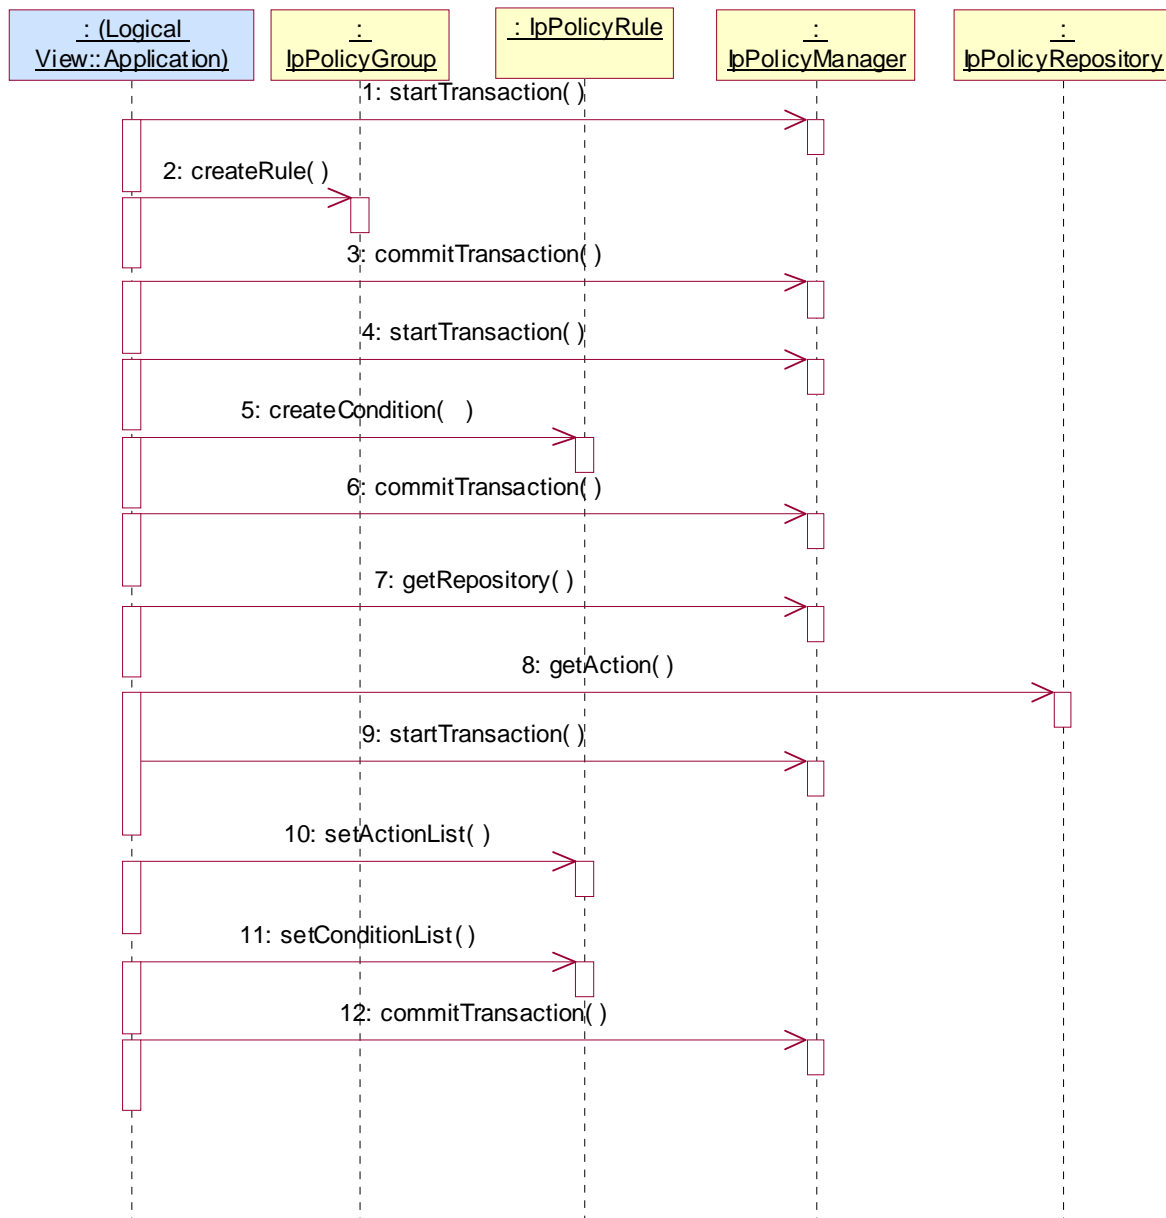 : (Logical
View::Application)
:
IpPolicyGroup
: IpPolicyRule
:
IpPolicyManager
:
IpPolicyRepository
1: startTransaction( )
2: createRule( )
3: commitTransaction( )
4: startTransaction( )
5: createCondition( )
6: commitTransaction( )
7: getRepository( )
8: getAction( )
9: startTransaction( )
10: setActionList( )
11: setConditionList( )
12: commitTransaction( )